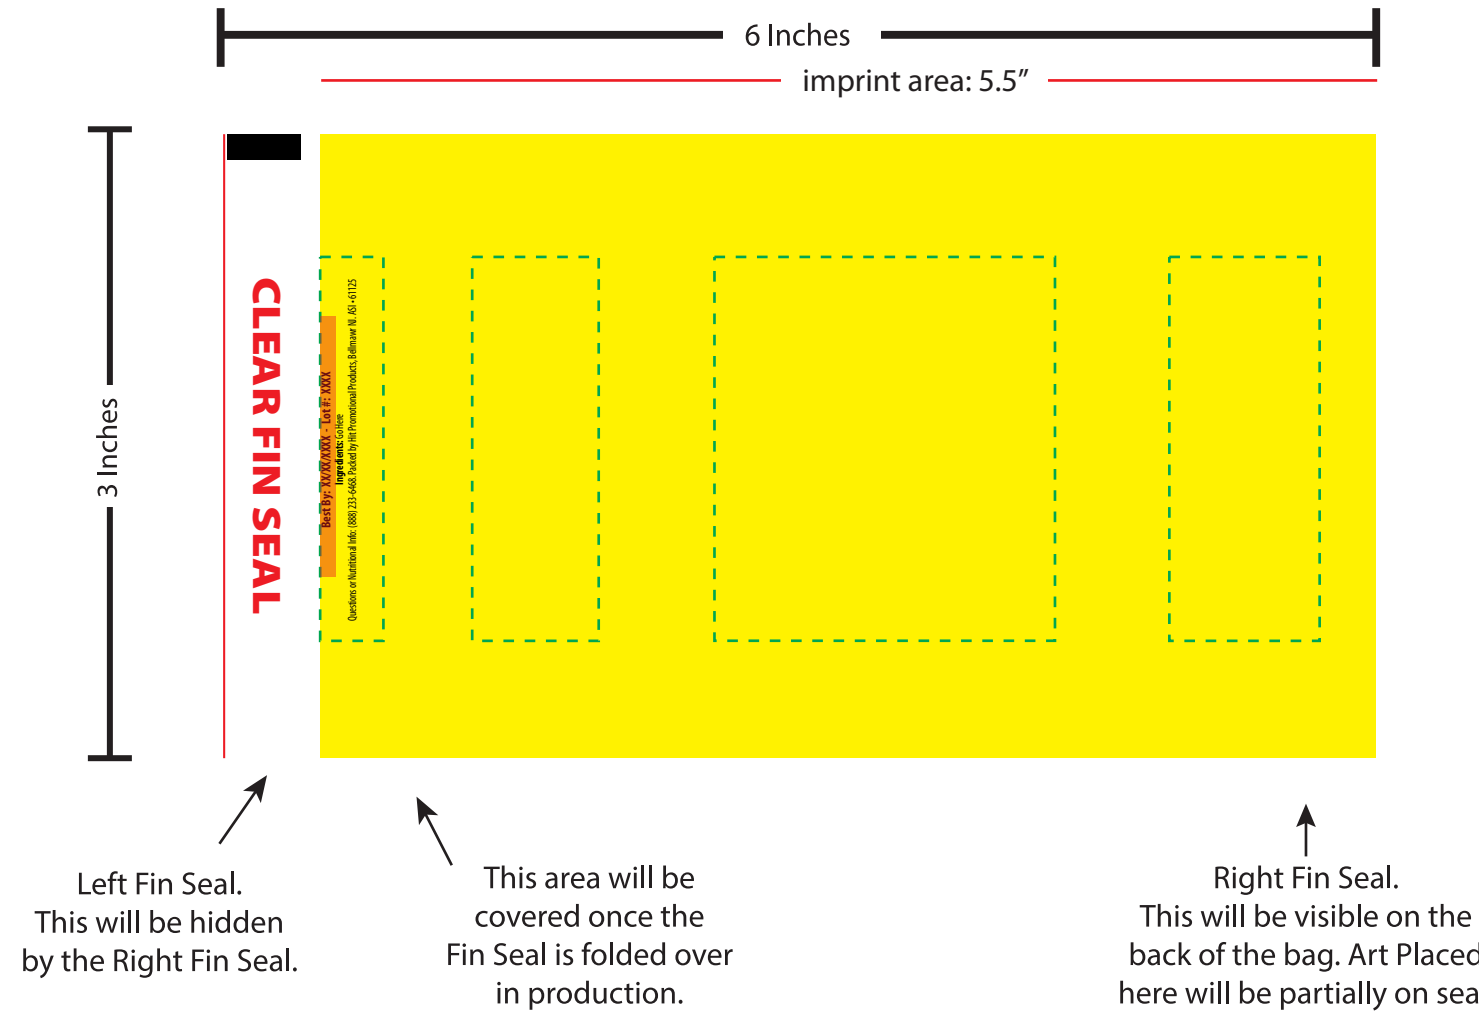 6 Inches
imprint area: 5.5”
3 Inches
CLEAR FIN SEAL
Best By: XX/XX/XXXX - Lot #: XXXX
Ingredients: Go Here
Questions or Nutritional Info: (888) 233-6468. Packed by Hit Promotional Products, Bellmawr NJ. ASI • 61125
Left Fin Seal.
This will be hidden
by the Right Fin Seal.
This area will be
covered once the
Fin Seal is folded over
in production.
Right Fin Seal.
This will be visible on the
back of the bag. Art Placed
here will be partially on sea